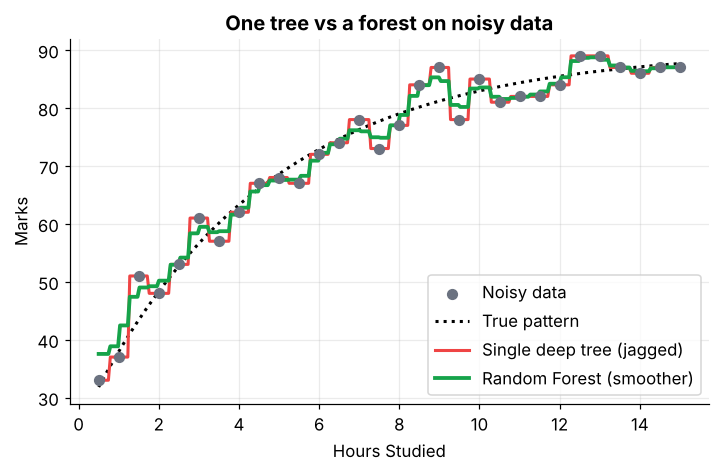 One tree vs a forest on noisy data
90
80
70
60
50
40
30
Marks
0 2 4 6 8 10 12 14
Hours Studied
Noisy data
True pattern
Single deep tree (jagged)
Random Forest (smoother)